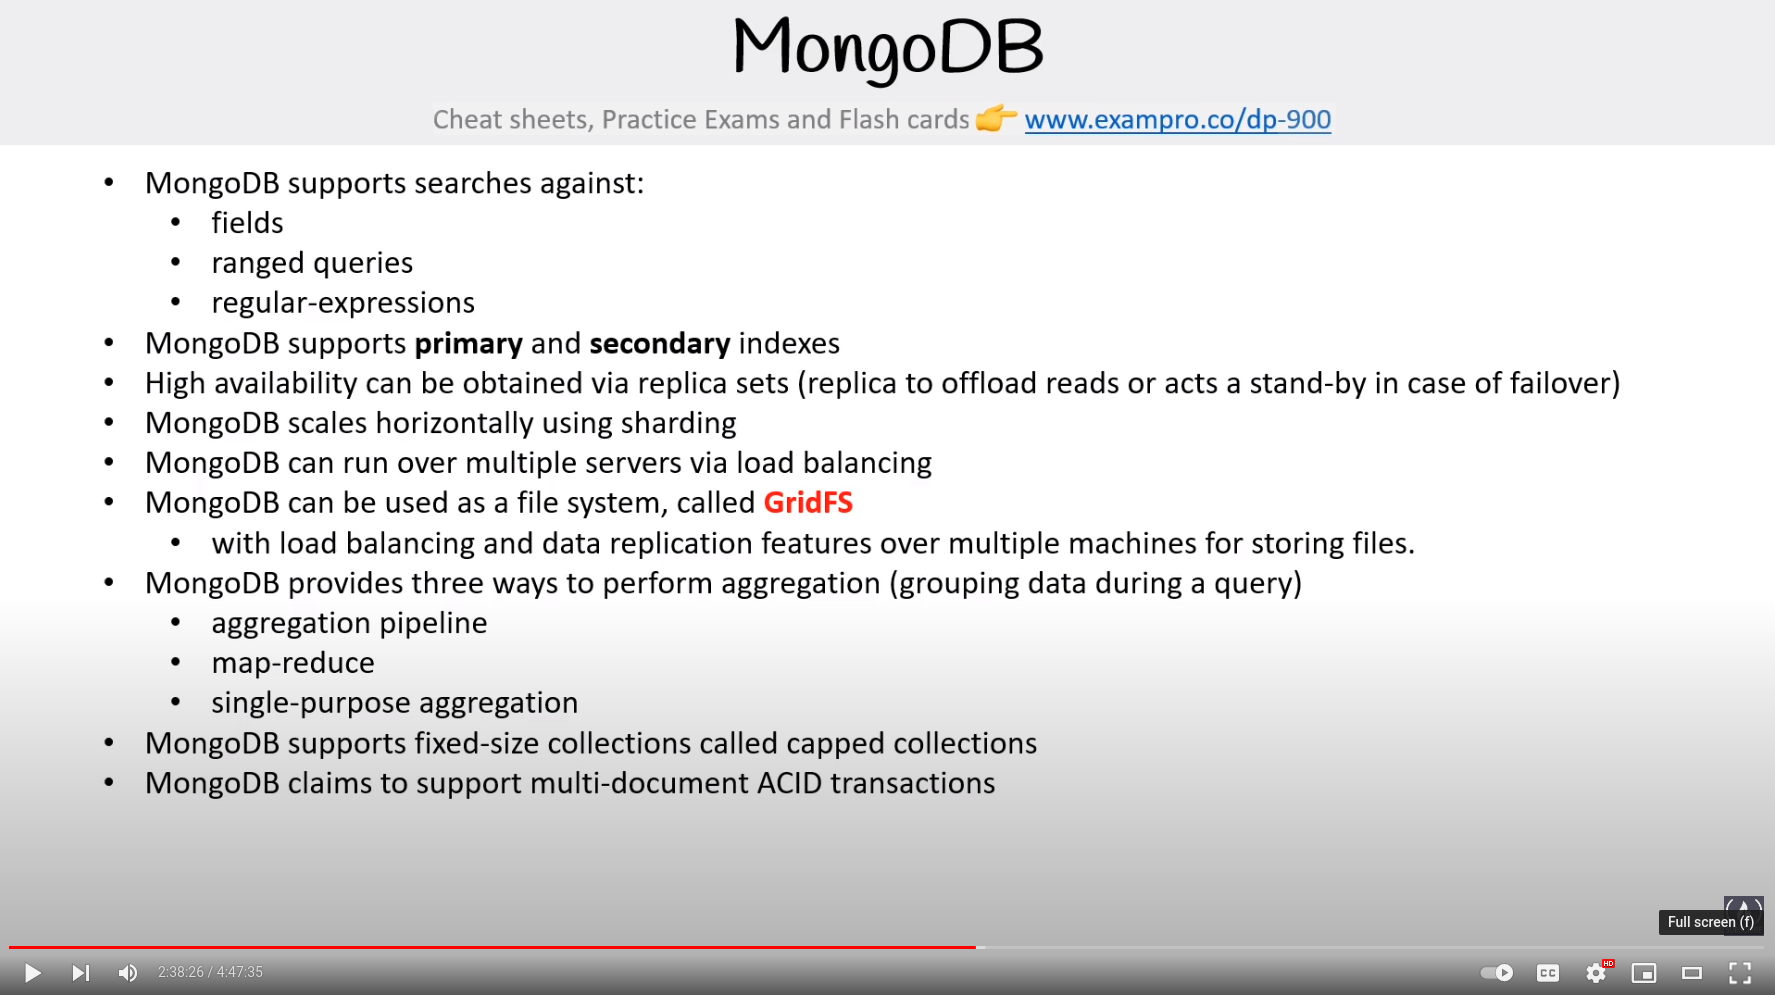 MongoDB
Cheat sheets, Practice Exams and Flash cards 👉 www.exampro.co/dp-900
• MongoDB supports searches against:
• fields
• ranged queries
• regular-expressions
• MongoDB supports primary and secondary indexes
• High availability can be obtained via replica sets (replica to offload reads or acts a stand-by in case of failover)
• MongoDB scales horizontally using sharding
• MongoDB can run over multiple servers via load balancing
• MongoDB can be used as a file system, called GridFS
• with load balancing and data replication features over multiple machines for storing files.
• MongoDB provides three ways to perform aggregation (grouping data during a query)
• aggregation pipeline
• map-reduce
• single-purpose aggregation
• MongoDB supports fixed-size collections called capped collections
• MongoDB claims to support multi-document ACID transactions
Full screen (f)
2:38:26 / 4:47:35
CC
HD